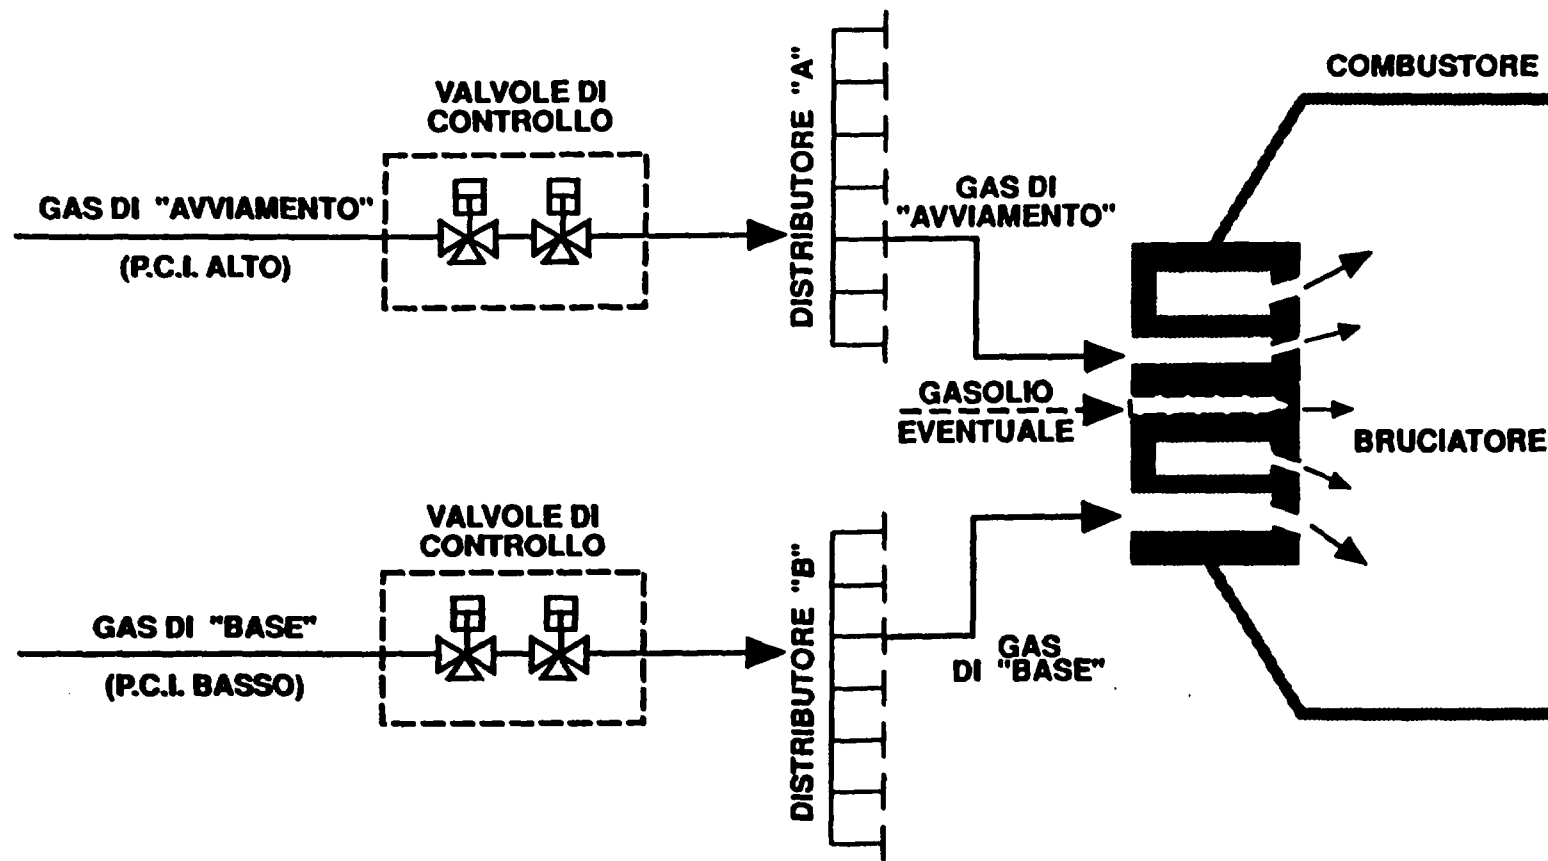 VALVOLE DI
CONTROLLO
GAS DI "AVVIAMENTO"
(P.C.I. ALTO)
DISTRIBUTORE "A"
GAS DI
"AVVIAMENTO"
COMBUSTORE
GASOLIO
EVENTUALE
BRUCIATORE
VALVOLE DI
CONTROLLO
GAS DI "BASE"
(P.C.I. BASSO)
DISTRIBUTORE "B"
GAS
DI "BASE"